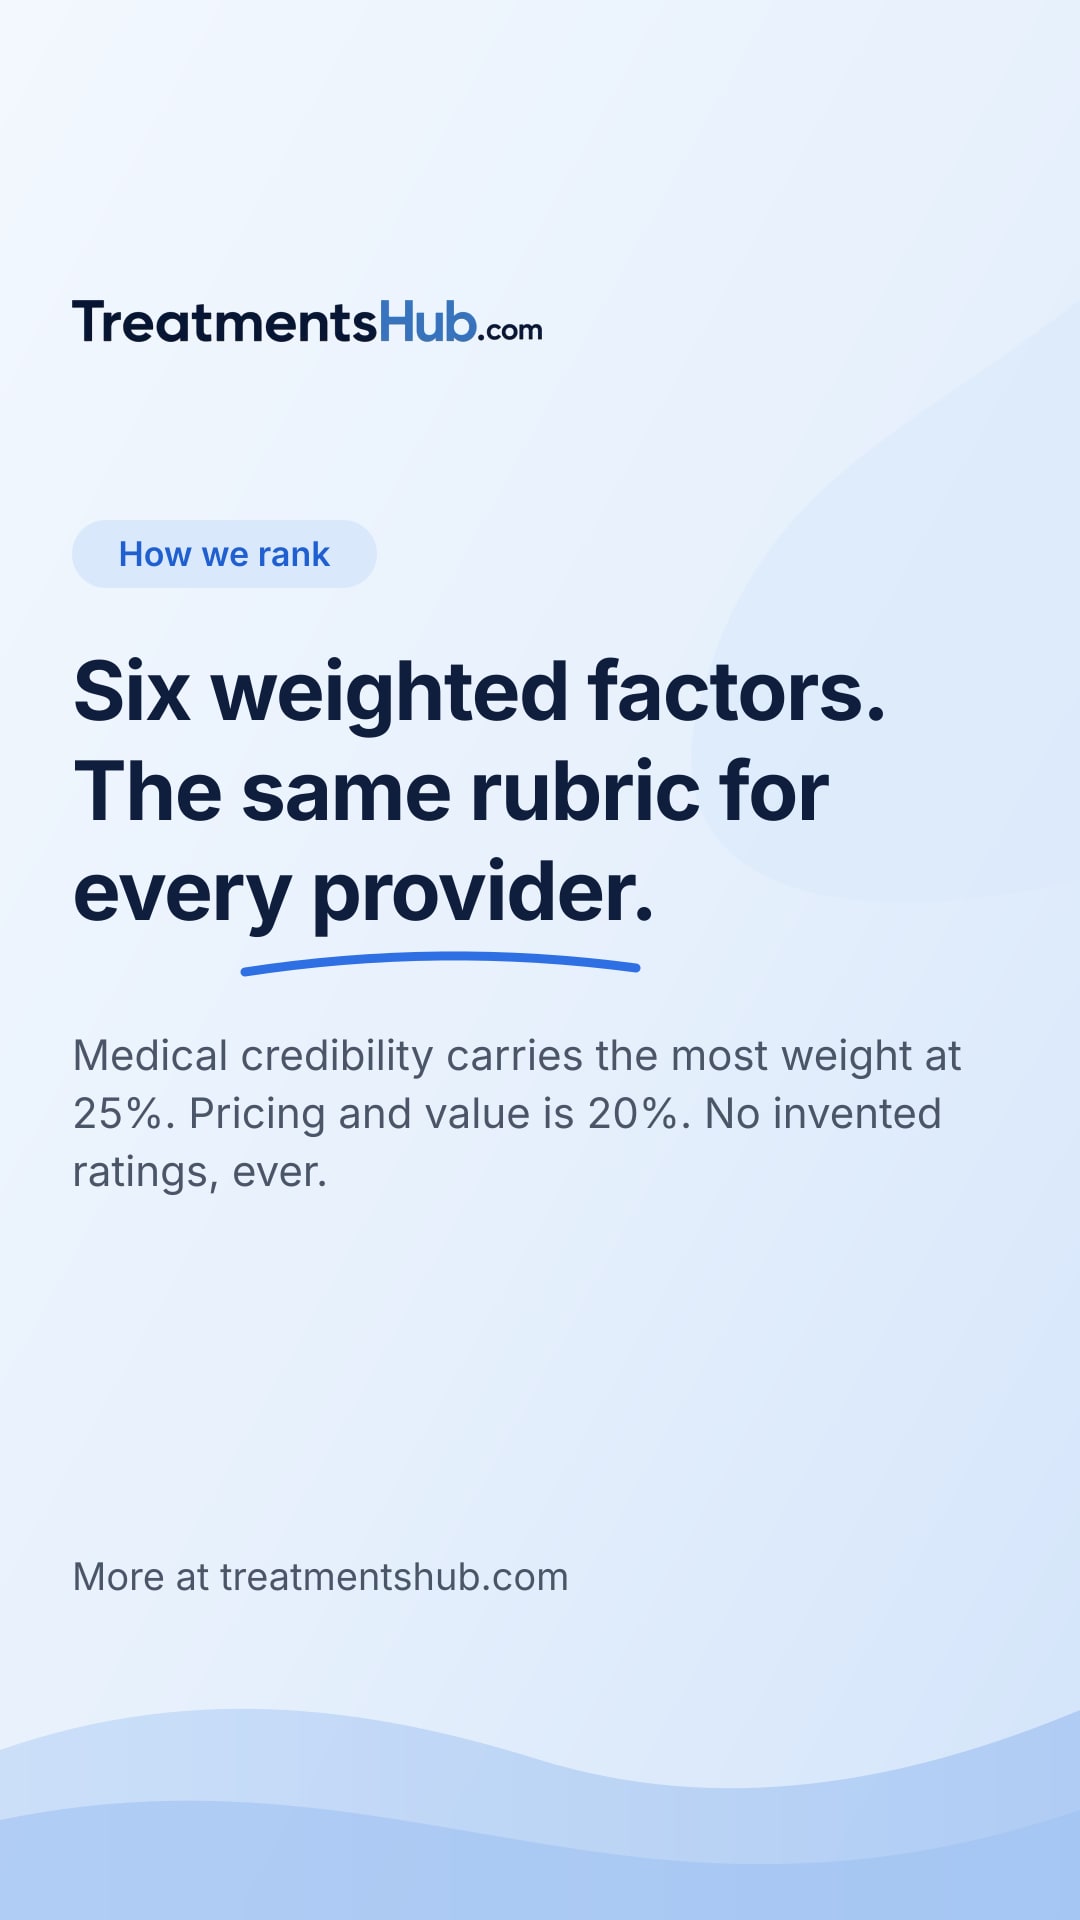 TreatmentsHub.com
How we rank
Six weighted factors.
The same rubric for
every provider.
Medical credibility carries the most weight at
25%. Pricing and value is 20%. No invented
ratings, ever.
More at treatmentshub.com